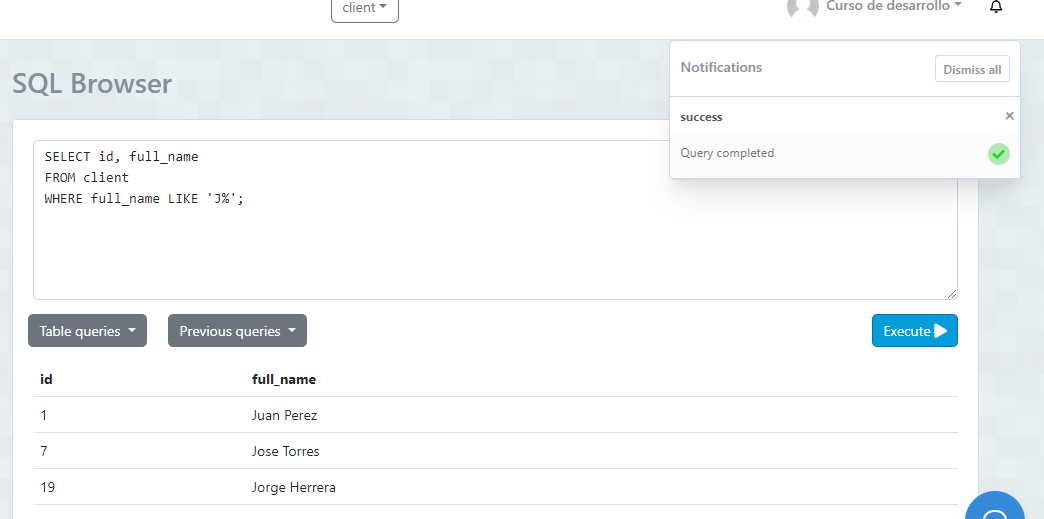 client
Curso de desarrollo
Notifications
Dismiss all
success
×
Query completed
SQL Browser
SELECT id, full_name
FROM client
WHERE full_name LIKE 'J%';
Table queries
Previous queries
Execute
id full_name
1 Juan Perez
7 Jose Torres
19 Jorge Herrera